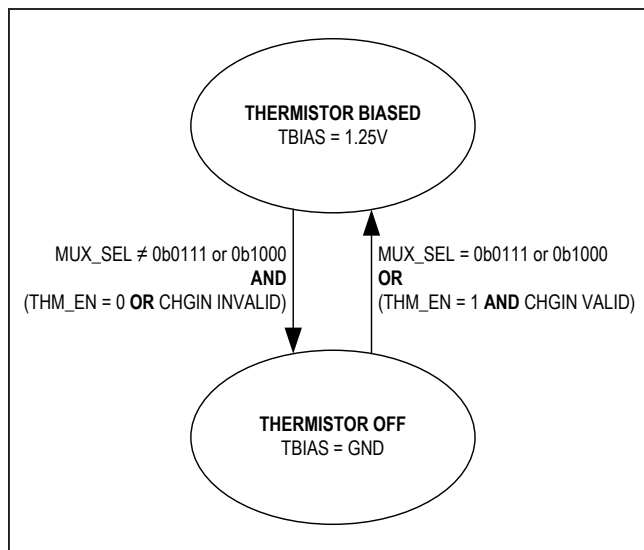 THERMISTOR BIASED
TBIAS = 1.25V
MUX_SEL ≠ 0b0111 or 0b1000
AND
(THM_EN = 0 OR CHGIN INVALID)
MUX_SEL = 0b0111 or 0b1000
OR
(THM_EN = 1 AND CHGIN VALID)
THERMISTOR OFF
TBIAS = GND